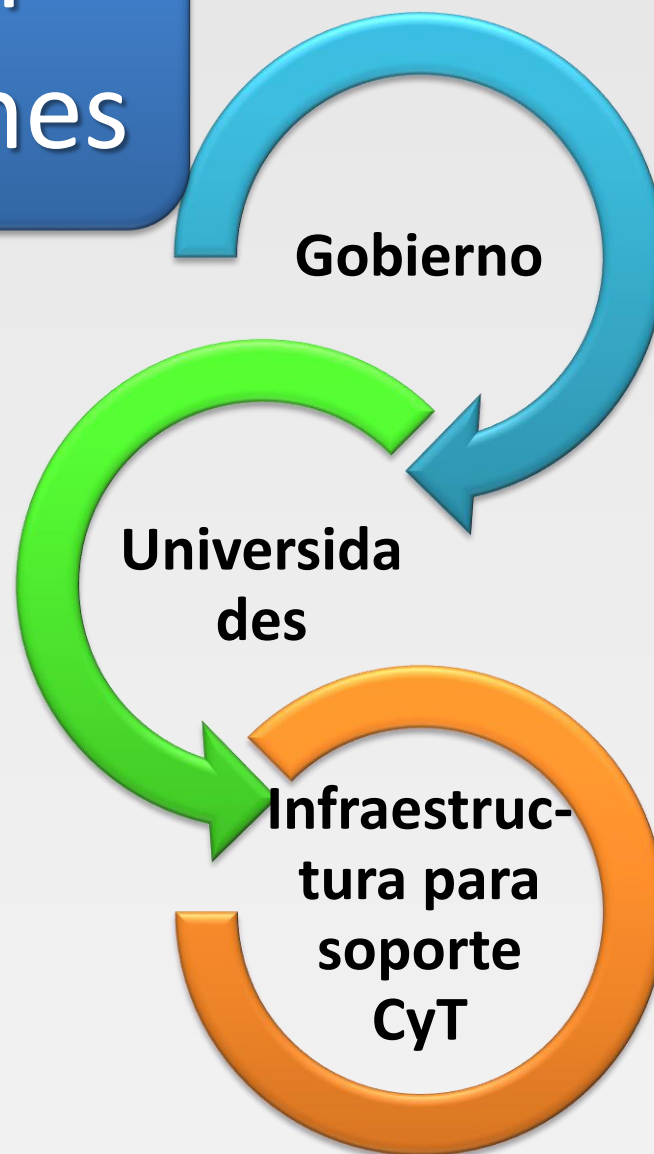 nes
Gobierno
Universida
des
Infraestruc-
tura para
soporte
CyT